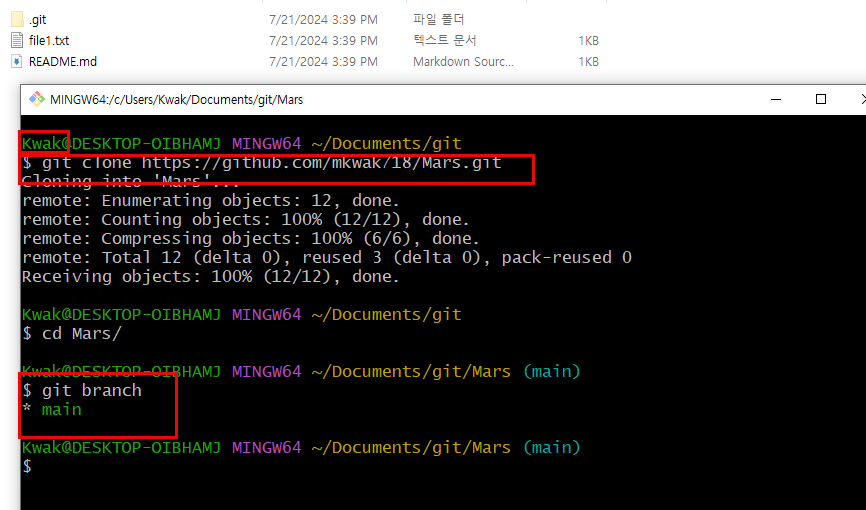 .git 7/21/2024 3:39 PM 파일 폴더
file1.txt 7/21/2024 3:39 PM 텍스트 문서 1KB
README.md 7/21/2024 3:39 PM Markdown Sourc... 1KB
MINGW64:/c/Users/Kwak/Documents/git/Mars
Kwak@DESKTOP-OIBHAMJ MINGW64 ~/Documents/git
$ git clone https://github.com/mkwak718/Mars.git
Cloning into 'Mars'...
remote: Enumerating objects: 12, done.
remote: Counting objects: 100% (12/12), done.
remote: Compressing objects: 100% (6/6), done.
remote: Total 12 (delta 0), reused 3 (delta 0), pack-reused 0
Receiving objects: 100% (12/12), done.
Kwak@DESKTOP-OIBHAMJ MINGW64 ~/Documents/git
$ cd Mars/
Kwak@DESKTOP-OIBHAMJ MINGW64 ~/Documents/git/Mars (main)
$ git branch
* main
Kwak@DESKTOP-OIBHAMJ MINGW64 ~/Documents/git/Mars (main)
$